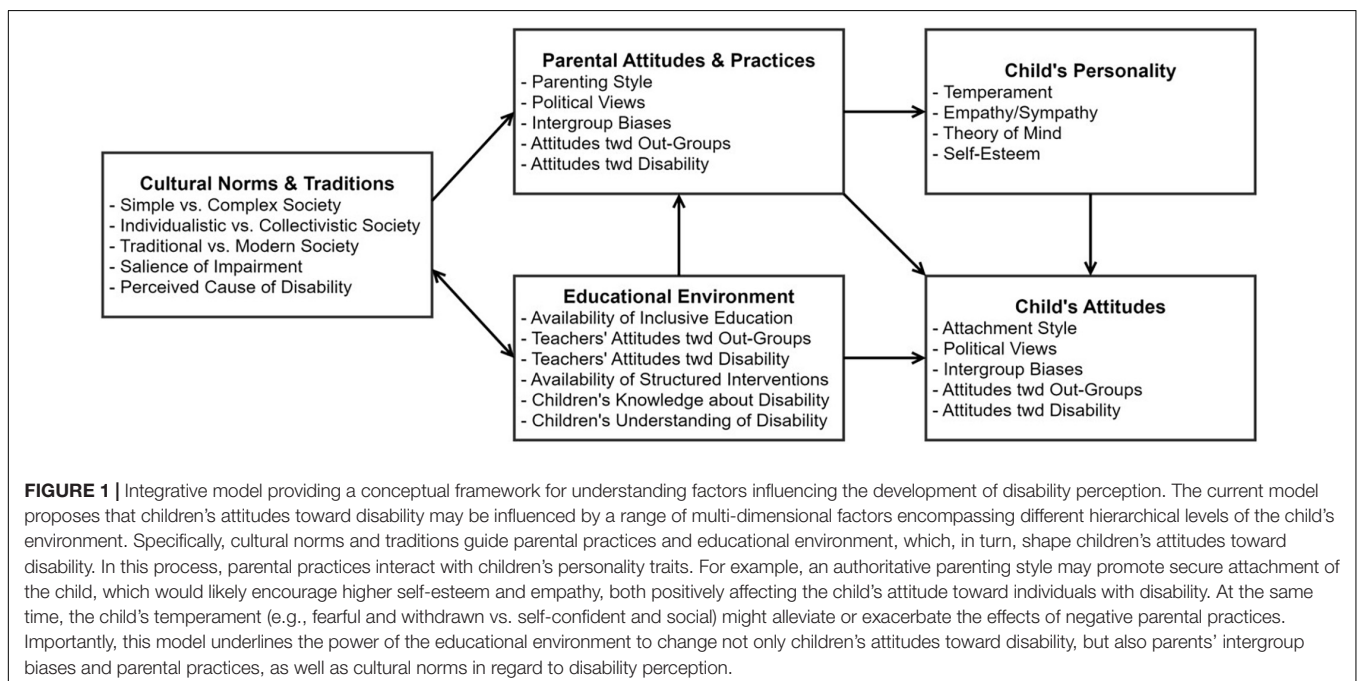 Cultural Norms & Traditions
- Simple vs. Complex Society
- Individualistic vs. Collectivistic Society
- Traditional vs. Modern Society
- Salience of Impairment
- Perceived Cause of Disability
Parental Attitudes & Practices
- Parenting Style
- Political Views
- Intergroup Biases
- Attitudes twd Out-Groups
- Attitudes twd Disability
Educational Environment
- Availability of Inclusive Education
- Teachers' Attitudes twd Out-Groups
- Teachers' Attitudes twd Disability
- Availability of Structured Interventions
- Children's Knowledge about Disability
- Children's Understanding of Disability
Child's Personality
- Temperament
- Empathy/Sympathy
- Theory of Mind
- Self-Esteem
Child's Attitudes
- Attachment Style
- Political Views
- Intergroup Biases
- Attitudes twd Out-Groups
- Attitudes twd Disability
FIGURE 1 | Integrative model providing a conceptual framework for understanding factors influencing the development of disability perception. The current model
proposes that children’s attitudes toward disability may be influenced by a range of multi-dimensional factors encompassing different hierarchical levels of the child’s
environment. Specifically, cultural norms and traditions guide parental practices and educational environment, which, in turn, shape children’s attitudes toward
disability. In this process, parental practices interact with children’s personality traits. For example, an authoritative parenting style may promote secure attachment of
the child, which would likely encourage higher self-esteem and empathy, both positively affecting the child’s attitude toward individuals with disability. At the same
time, the child’s temperament (e.g., fearful and withdrawn vs. self-confident and social) might alleviate or exacerbate the effects of negative parental practices.
Importantly, this model underlines the power of the educational environment to change not only children’s attitudes toward disability, but also parents’ intergroup
biases and parental practices, as well as cultural norms in regard to disability perception.